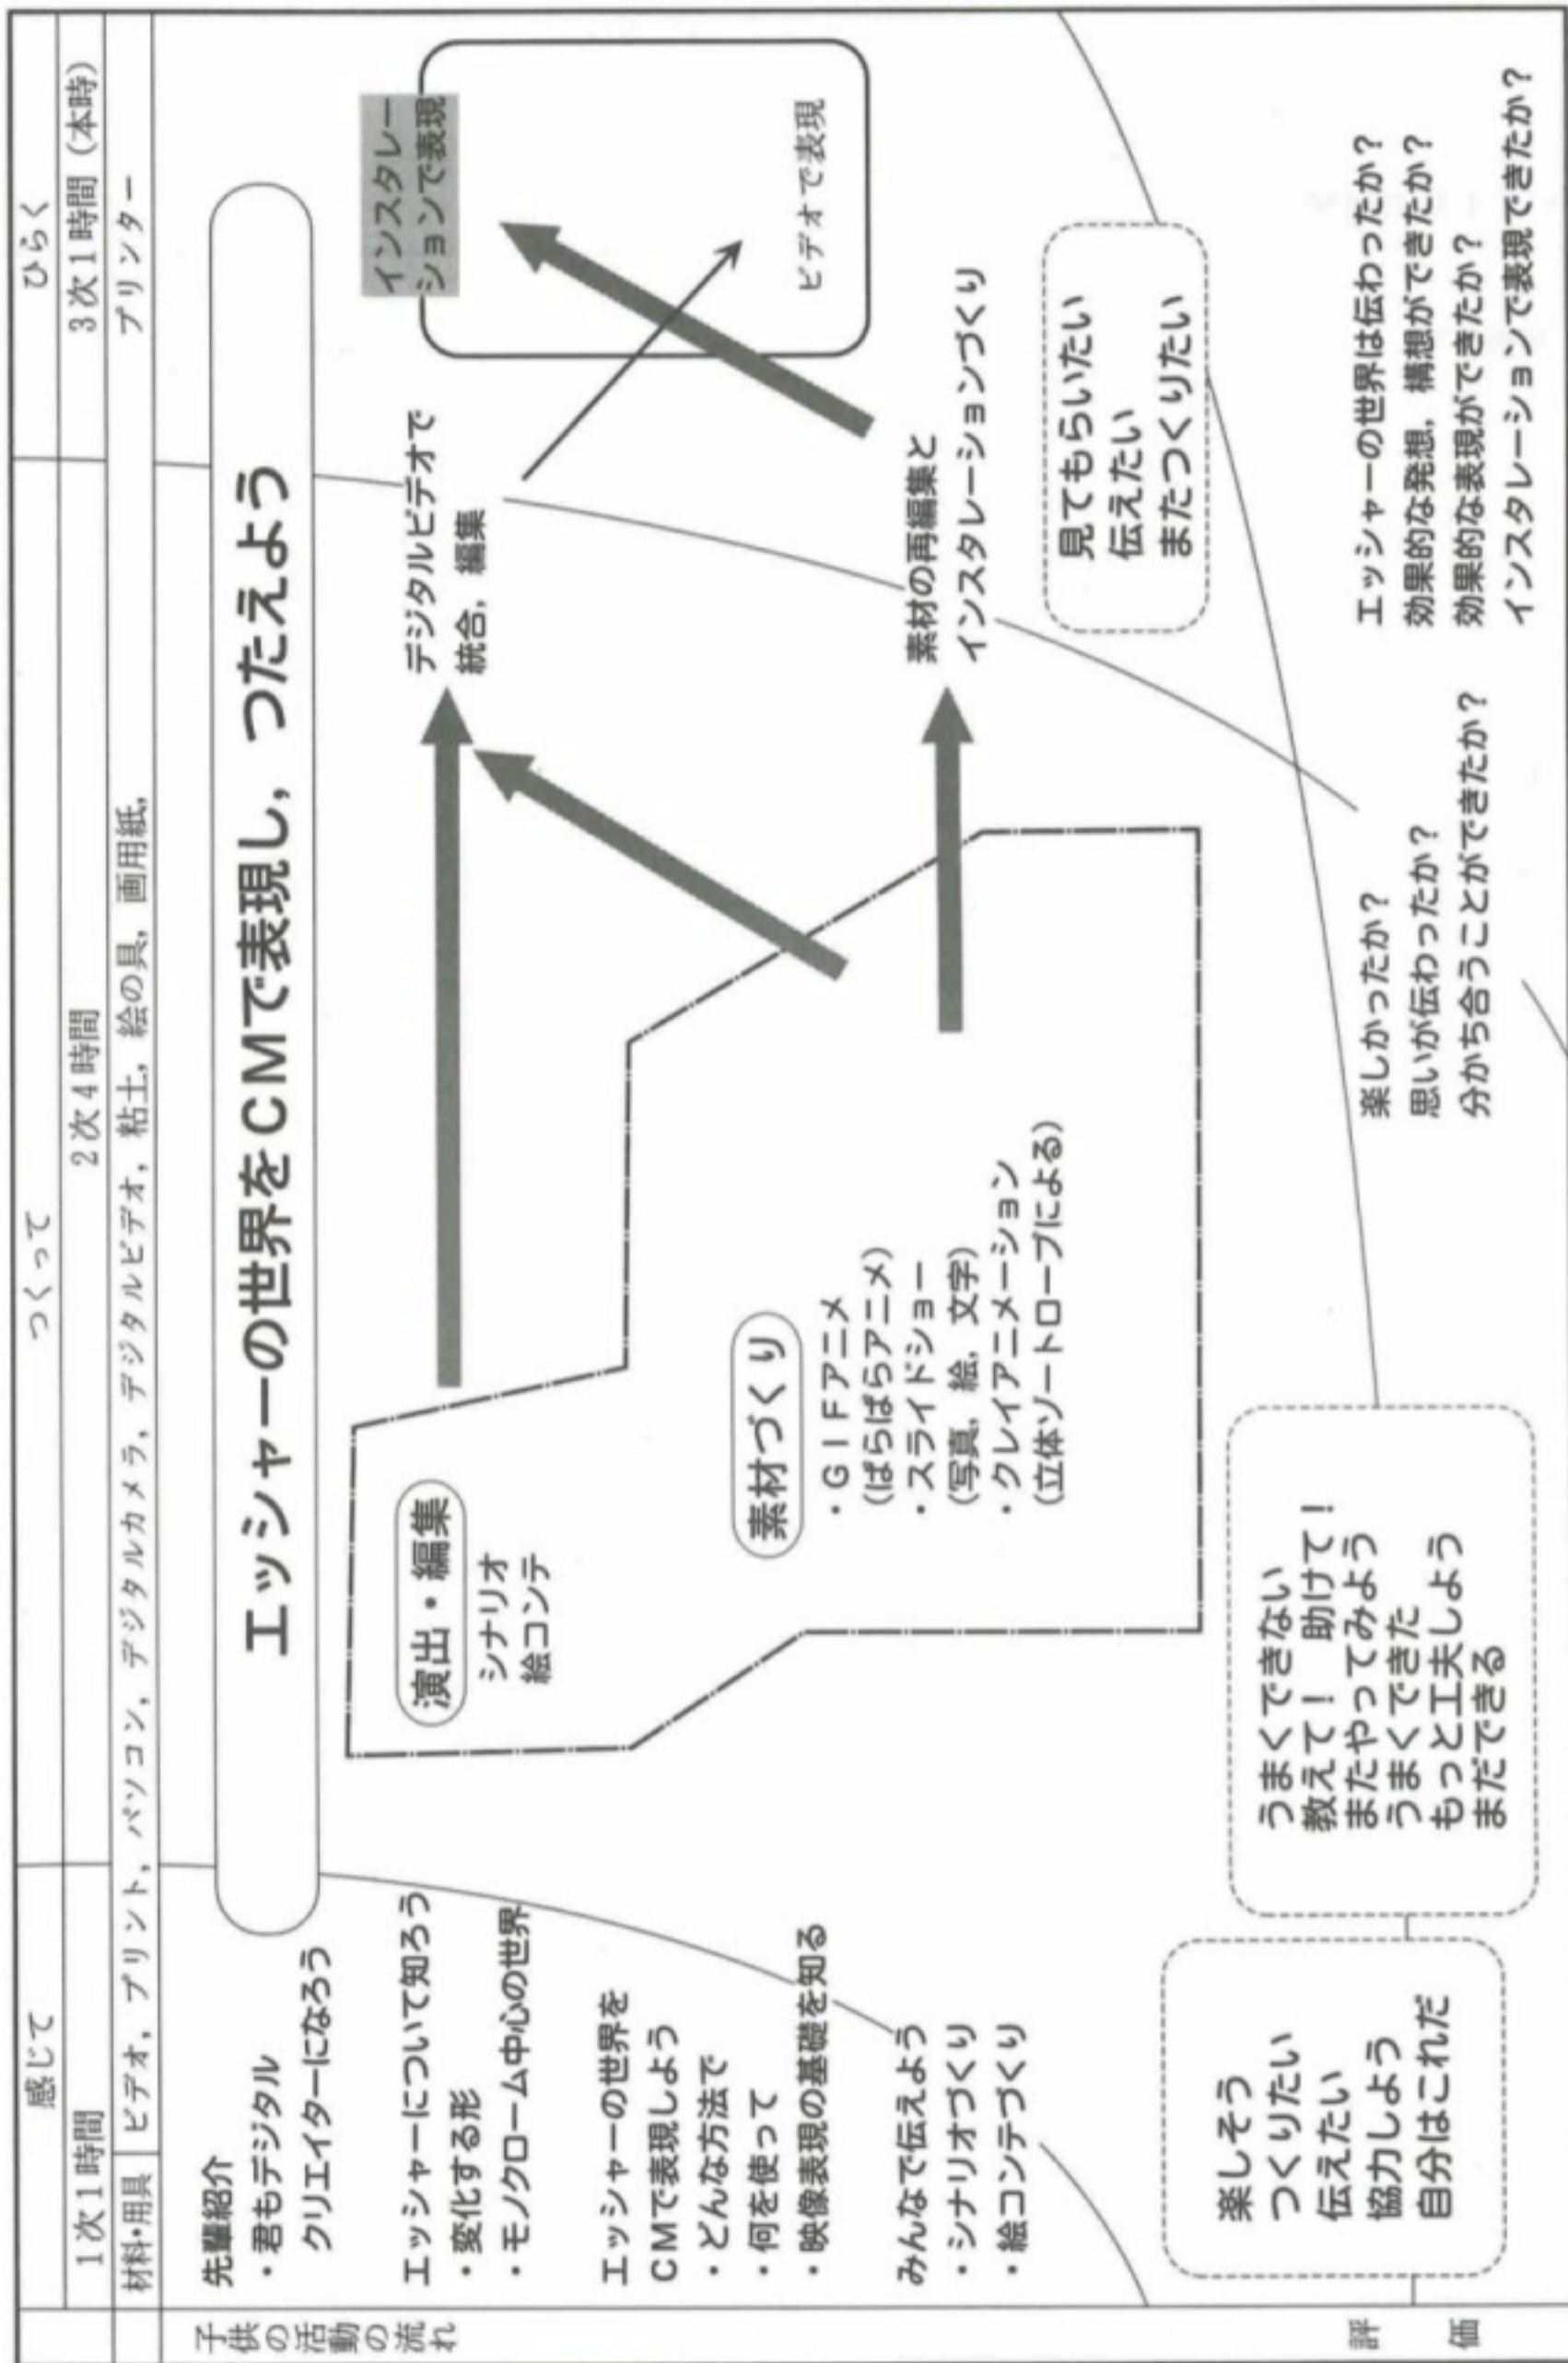 感じて
つくって
ひらく
1次1時間
2次4時間
3次1時間（本時）
材料・用具
ビデオ，プリント，パソコン，デジタルカメラ，デジタルビデオ，粘土，絵の具，画用紙，
プリンター
子供の活動の流れ
エッシャーの世界をCMで表現し，つたえよう
先輩紹介
・君もデジタル
クリエイターになろう
エッシャーについて知ろう
・変化する形
・モノクローム中心の世界
エッシャーの世界を
CMで表現しよう
・どんな方法で
・何を使って
・映像表現の基礎を知る
みんなで伝えよう
・シナリオづくり
・絵コンテづくり
演出・編集
シナリオ
絵コンテ
素材づくり
・GIFアニメ
（ぱらぱらアニメ）
・スライドショー
（写真，絵，文字）
・クレイアニメーション
（立体ゾートロープによる）
デジタルビデオで
統合，編集
素材の再編集と
インスタレーションづくり
インスタレー
ションで表現
ビデオで表現
楽しそう
つくりたい
伝えたい
協力しよう
自分はこれだ
うまくできない
教えて！　助けて！
またやってみよう
うまくできた
もっと工夫しよう
まだできる
見てもらいたい
伝えたい
またつくりたい
評価
楽しかったか？
思いが伝わったか？
分かち合うことができたか？
エッシャーの世界は伝わったか？
効果的な発想，構想ができたか？
効果的な表現ができたか？
インスタレーションで表現できたか？